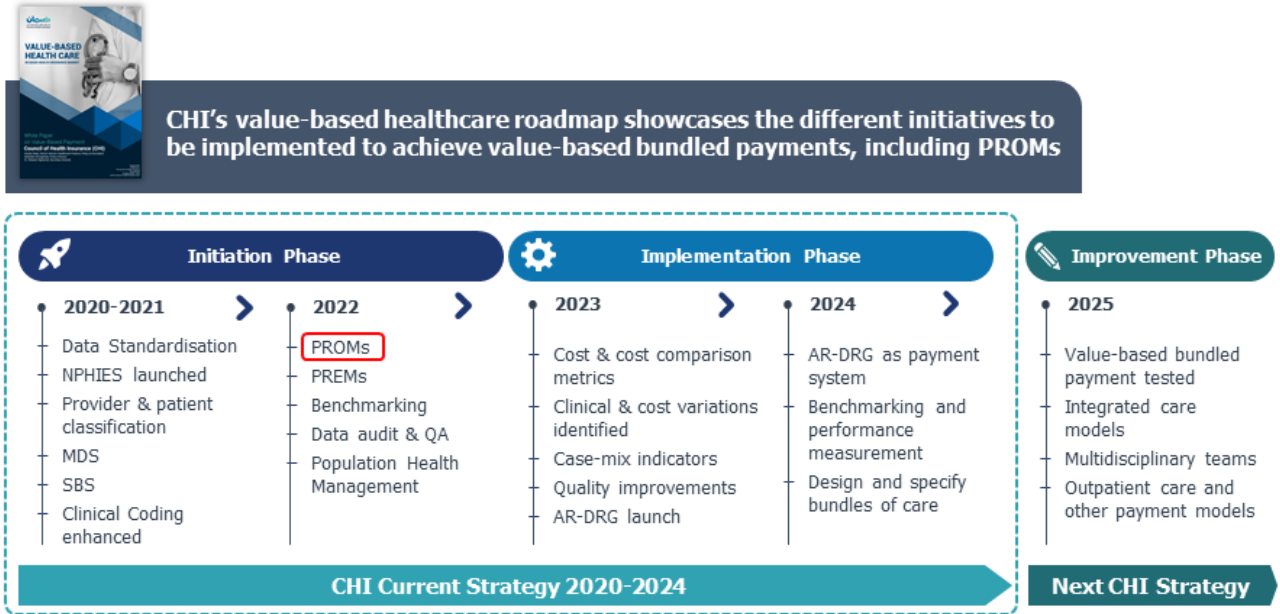 VALUE-BASED
HEALTH CARE
White Paper
on Value-Based Payment
Council of Health Insurance (CHI)
CHI's value-based healthcare roadmap showcases the different initiatives to
be implemented to achieve value-based bundled payments, including PROMs
Initiation Phase
2020-2021
Data Standardisation
NPHIES launched
Provider & patient
classification
MDS
SBS
Clinical Coding
enhanced
2022
PROMs
PREMs
Benchmarking
Data audit & QA
Population Health
Management
Implementation Phase
2023
Cost & cost comparison
metrics
Clinical & cost variations
identified
Case-mix indicators
Quality improvements
AR-DRG launch
2024
AR-DRG as payment
system
Benchmarking and
performance
measurement
Design and specify
bundles of care
Improvement Phase
2025
Value-based bundled
payment tested
Integrated care
models
Multidisciplinary teams
Outpatient care and
other payment models
CHI Current Strategy 2020-2024
Next CHI Strategy